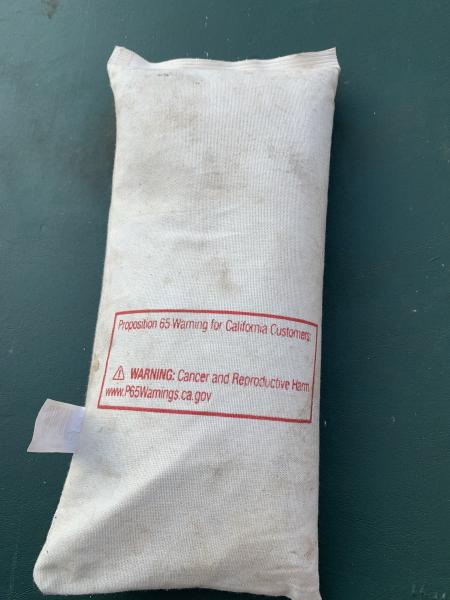 Proposition 65 Warning for California Customers:
⚠ WARNING: Cancer and Reproductive Harm
www.P65Warnings.ca.gov